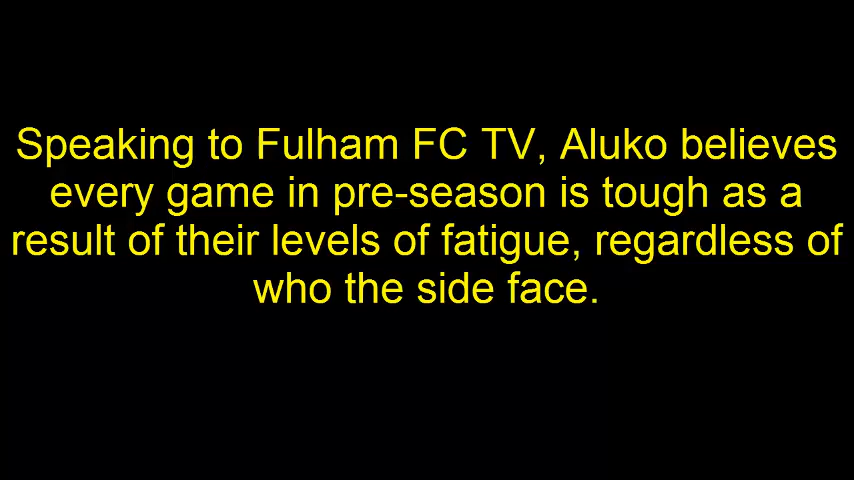 Speaking to Fulham FC TV, Aluko believes
every game in pre-season is tough as a
result of their levels of fatigue, regardless of
who the side face.